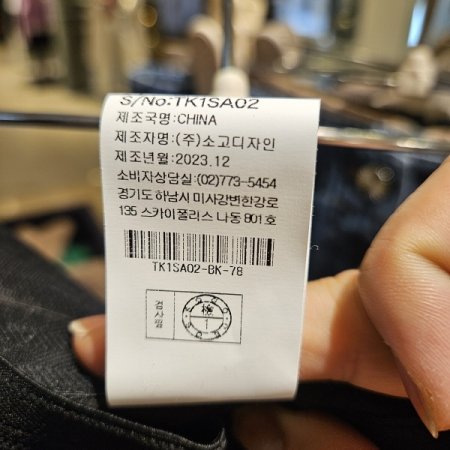 S/No:TK1SA02
제조국명:CHINA
제조자명:(주)소고디자인
제조년월:2023.12
소비자상담실:(02)773-5454
경기도 하남시 미사강변한강로
135 스카이폴리스 나동 801호
TK1SA02-BK-78
검사필
1